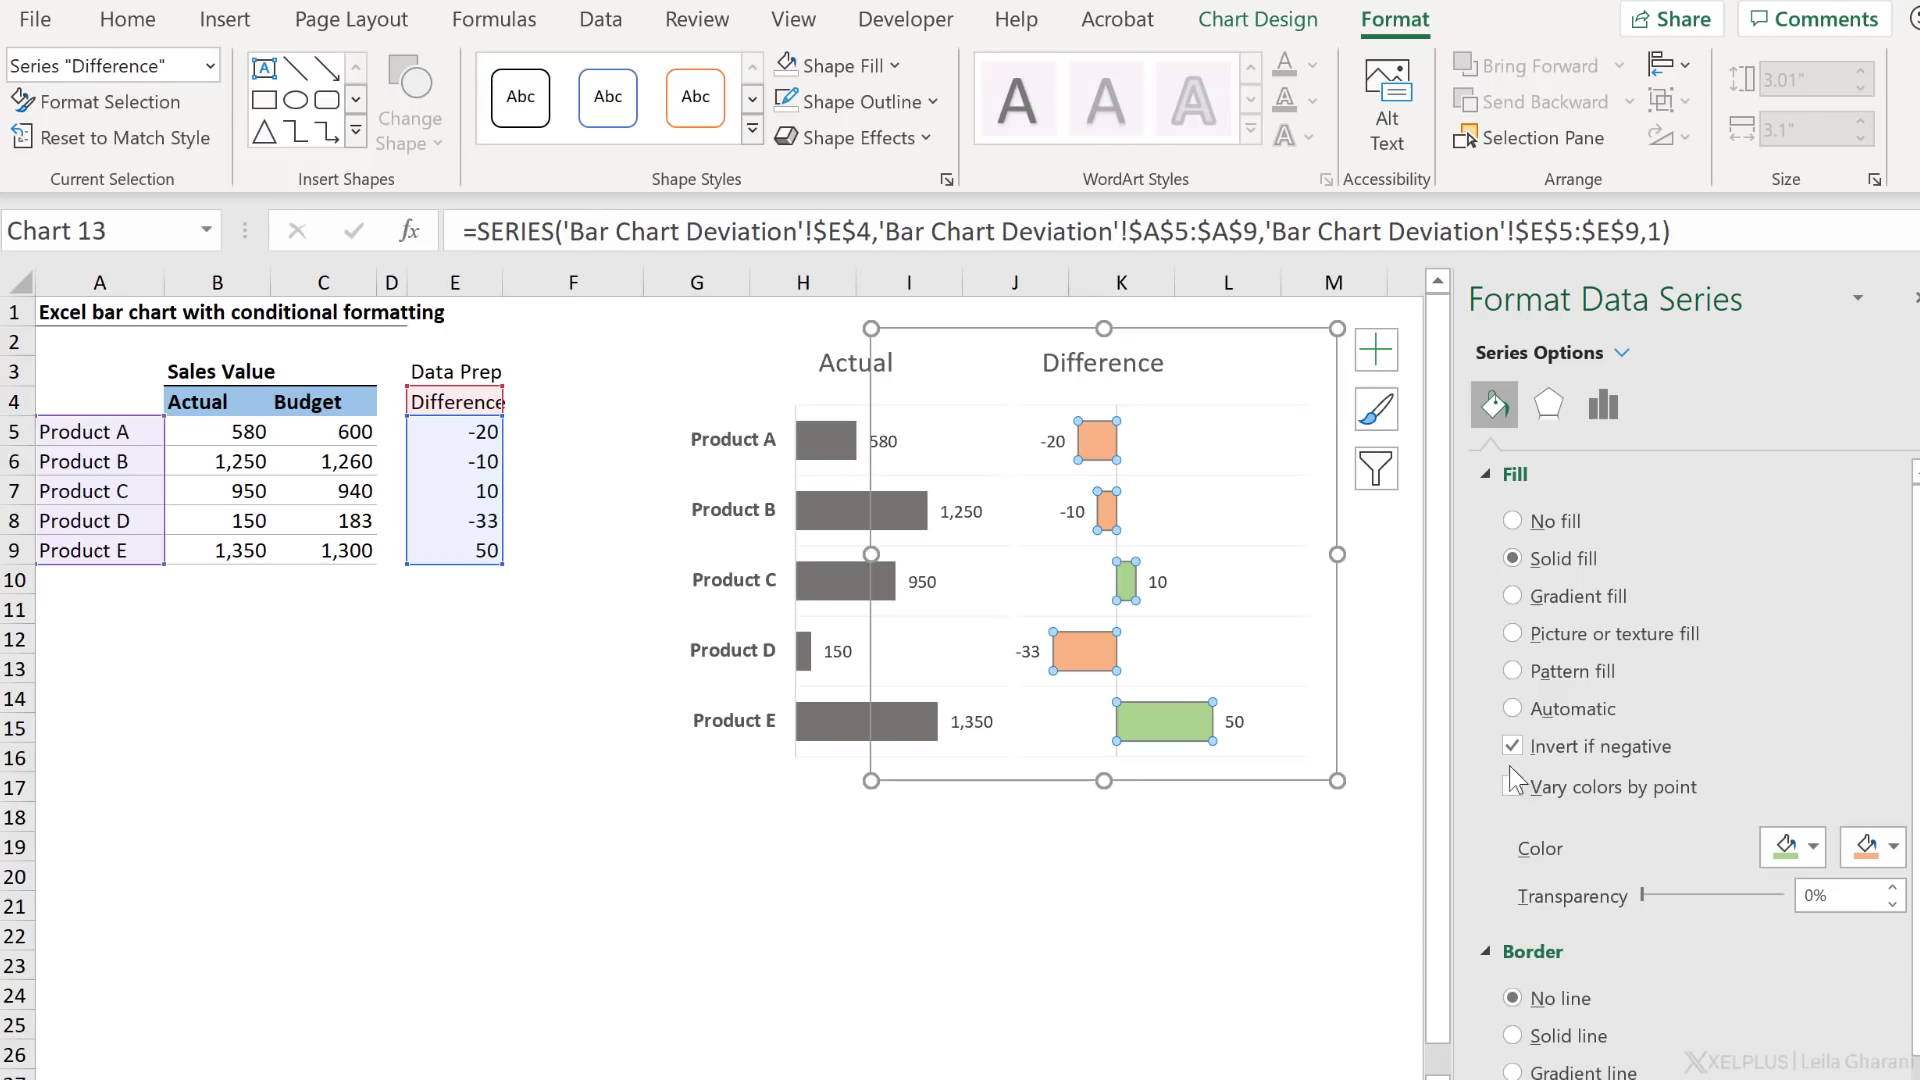 File Home Insert Page Layout Formulas Data Review View Developer Help Acrobat Chart Design Format Share Comments
Series "Difference"
Format Selection
Reset to Match Style
Current Selection
Change Shape
Insert Shapes
Abc Abc Abc
Shape Fill
Shape Outline
Shape Effects
Shape Styles
A A A
WordArt Styles
Alt Text
Accessibility
Bring Forward
Send Backward
Selection Pane
Arrange
3.01"
3.1"
Size
Chart 13 fx =SERIES('Bar Chart Deviation'!$E$4,'Bar Chart Deviation'!$A$5:$A$9,'Bar Chart Deviation'!$E$5:$E$9,1)
A B C D E F G H I J K L M
1 Excel bar chart with conditional formatting
2
3 Sales Value Data Prep
4 Actual Budget Difference
5 Product A 580 600 -20
6 Product B 1,250 1,260 -10
7 Product C 950 940 10
8 Product D 150 183 -33
9 Product E 1,350 1,300 50
10
11
12
13
14
15
16
17
18
19
20
21
22
23
24
25
26
Actual Difference
Product A 580 -20
Product B 1,250 -10
Product C 950 10
Product D 150 -33
Product E 1,350 50
Format Data Series
Series Options
Fill
No fill
Solid fill
Gradient fill
Picture or texture fill
Pattern fill
Automatic
Invert if negative
Vary colors by point
Color
Transparency 0%
Border
No line
Solid line
Gradient line
XELPLUS | Leila Gharani